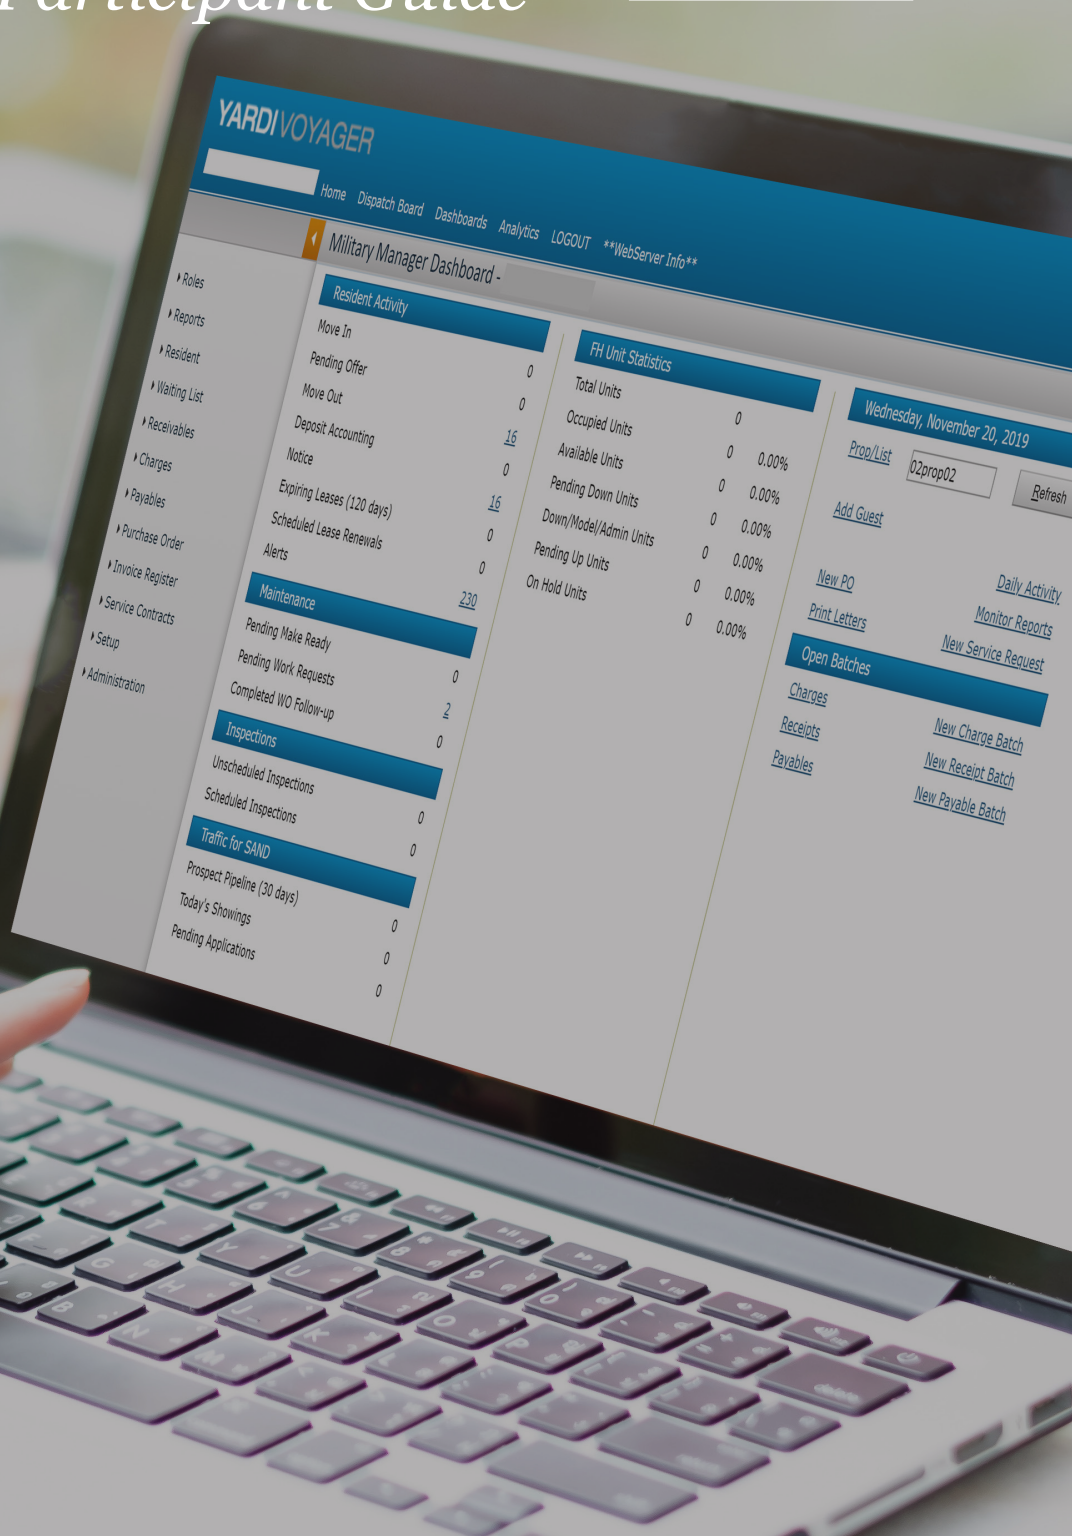 Participant Guide
YARDI VOYAGER
Home Dispatch Board Dashboards Analytics LOGOUT **WebServer Info**
Military Manager Dashboard -
Roles
Reports
Resident
Waiting List
Receivables
Charges
Payables
Purchase Order
Invoice Register
Service Contracts
Setup
Administration
Resident Activity
Move In 0
Pending Offer 0
Move Out 16
Deposit Accounting 0
Notice 16
Expiring Leases (120 days) 0
Scheduled Lease Renewals 0
Alerts 230
Maintenance
Pending Make Ready 0
Pending Work Requests 2
Completed WO Follow-up 0
Inspections
Unscheduled Inspections 0
Scheduled Inspections 0
Traffic for SAND
Prospect Pipeline (30 days) 0
Today's Showings 0
Pending Applications 0
FH Unit Statistics
Total Units 0
Occupied Units 0 0.00%
Available Units 0 0.00%
Pending Down Units 0 0.00%
Down/Model/Admin Units 0 0.00%
Pending Up Units 0 0.00%
On Hold Units 0 0.00%
Wednesday, November 20, 2019
Prop/List 02prop02 Refresh
Add Guest
New PO Daily Activity
Print Letters Monitor Reports
New Service Request
Open Batches
Charges New Charge Batch
Receipts New Receipt Batch
Payables New Payable Batch
6 7 & 8 * 9 ( 0 )
R T Y U I O P
F G H J K L
B N M
delete